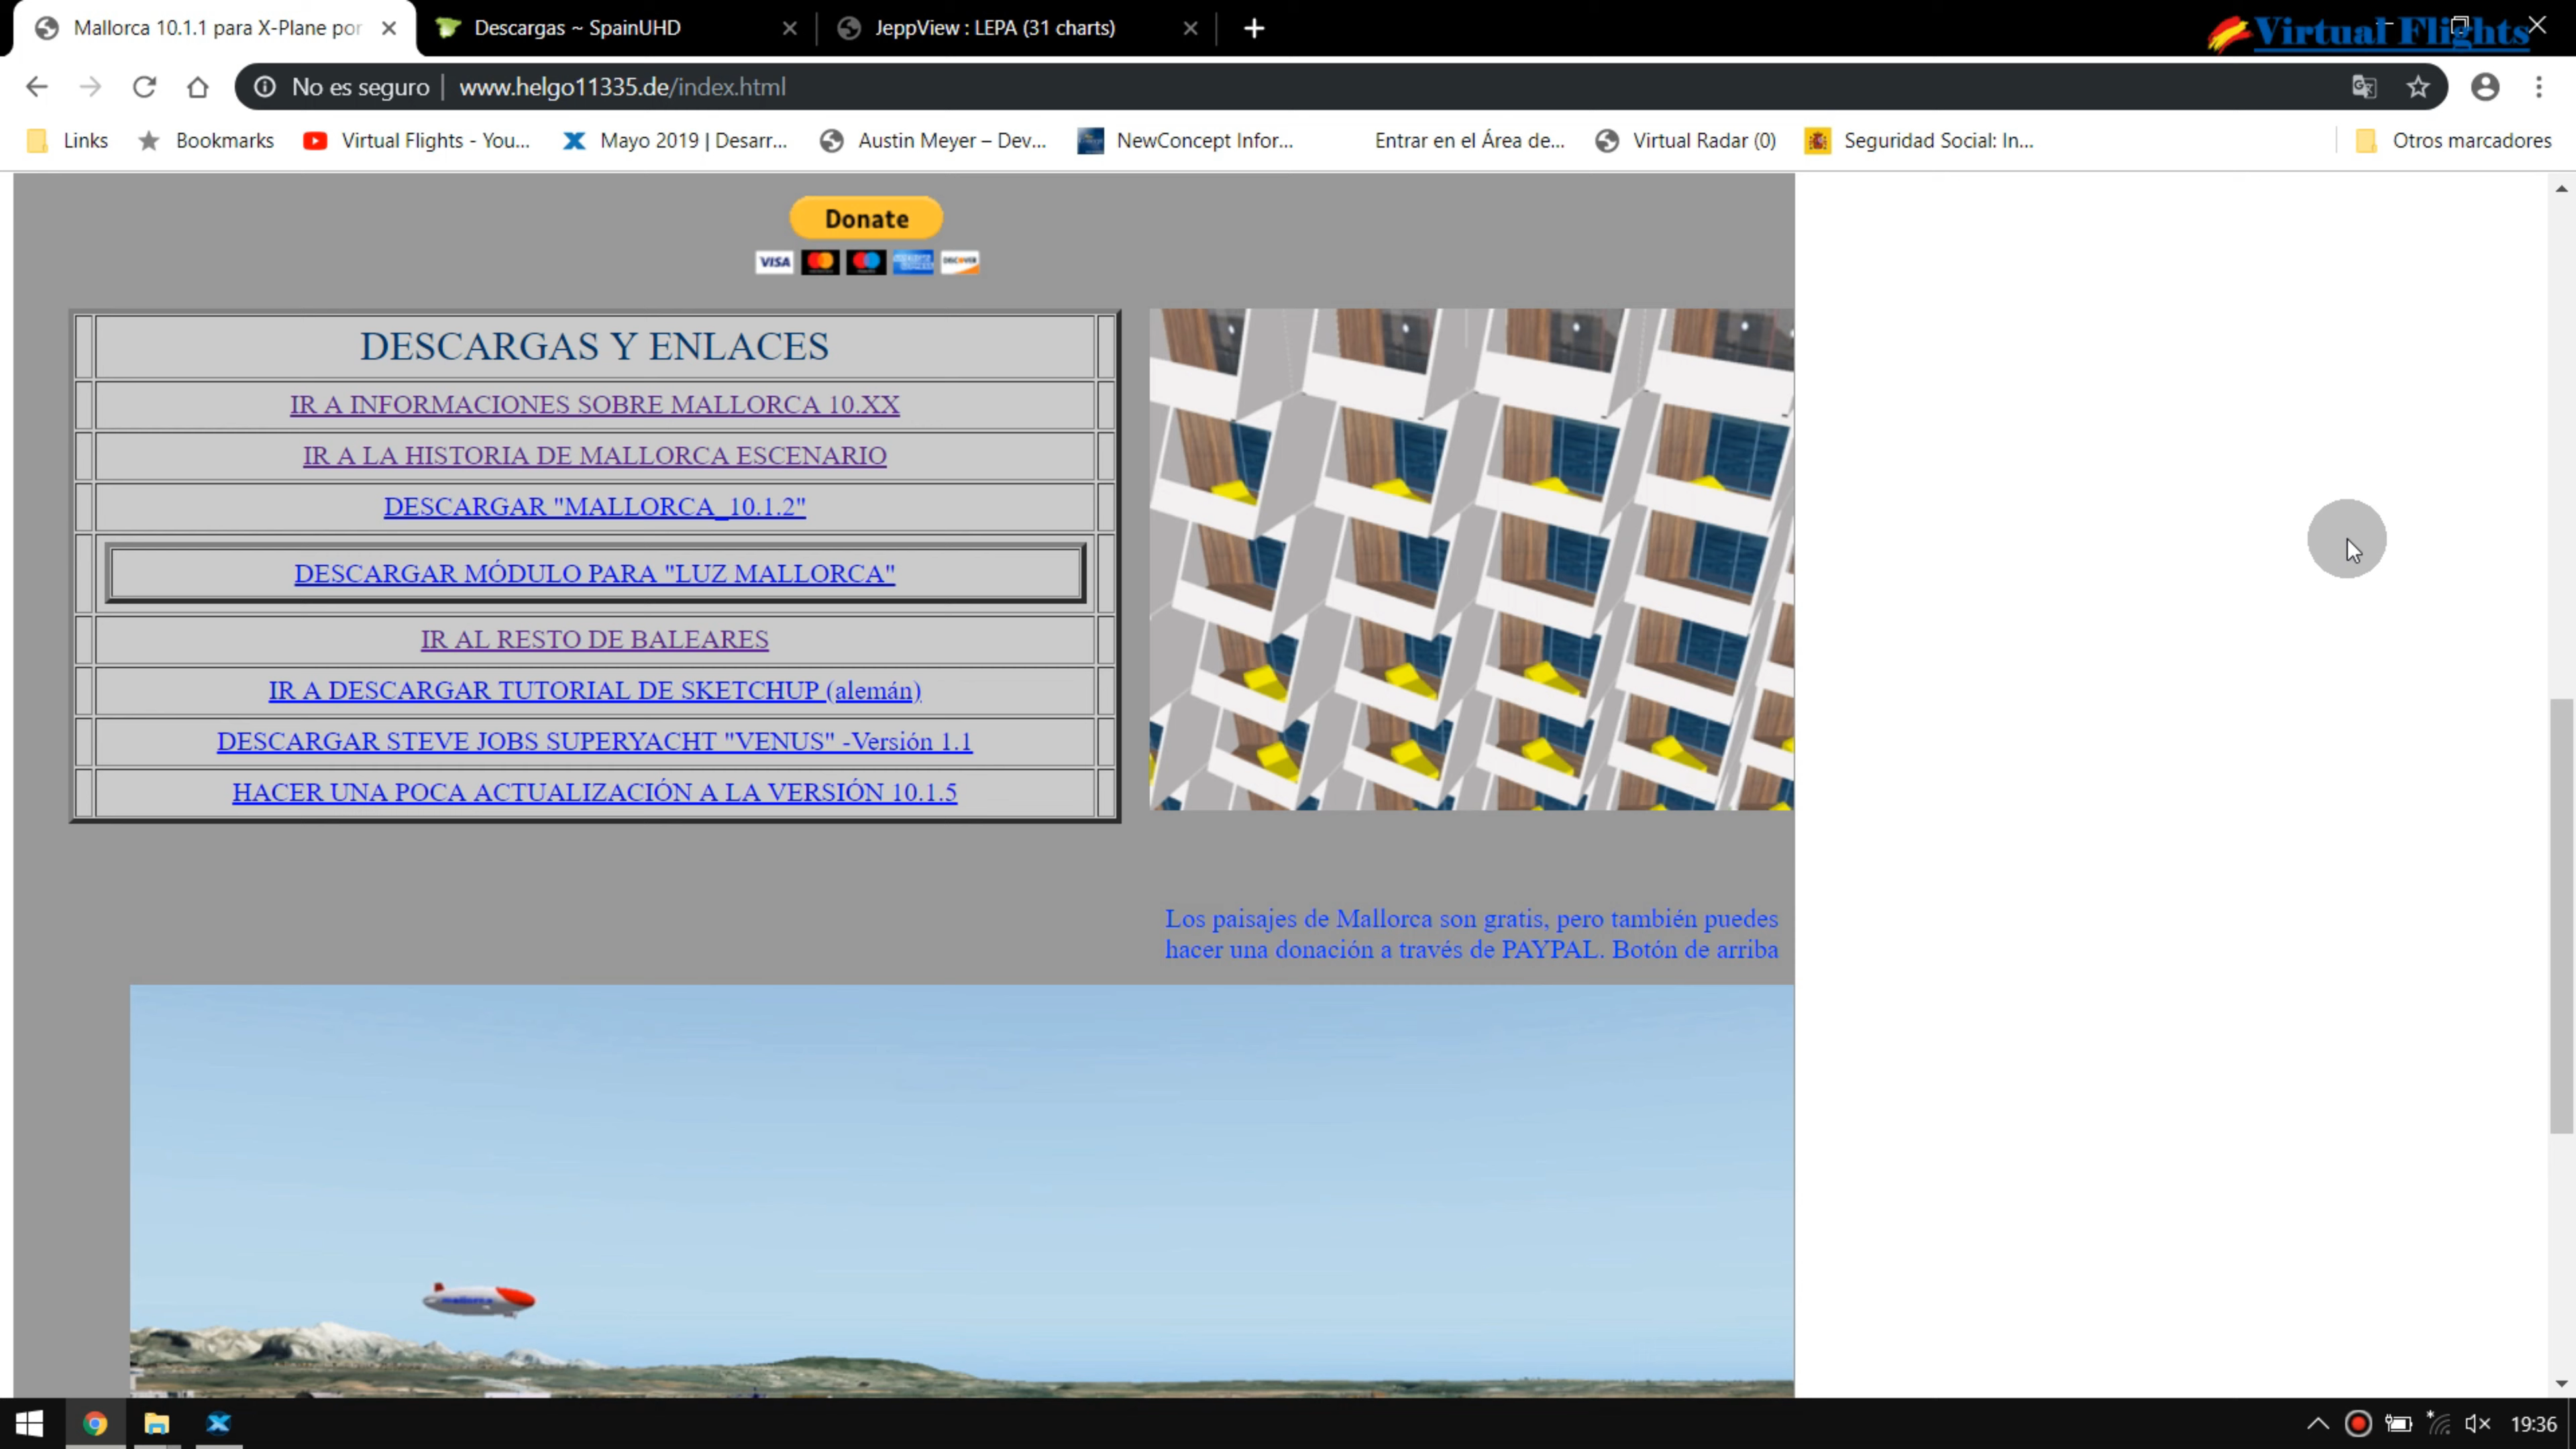 Mallorca 10.1.1 para X-Plane por
Descargas ~ SpainUHD
JeppView : LEPA (31 charts)
Virtual Flights
No es seguro
www.helgo11335.de/index.html
Links
Bookmarks
Virtual Flights - You...
Mayo 2019 | Desarr...
Austin Meyer – Dev...
NewConcept Infor...
Entrar en el Área de...
Virtual Radar (0)
Seguridad Social: In...
Otros marcadores
Donate
VISA
DISCOVER
DESCARGAS Y ENLACES
IR A INFORMACIONES SOBRE MALLORCA 10.XX
IR A LA HISTORIA DE MALLORCA ESCENARIO
DESCARGAR "MALLORCA_10.1.2"
DESCARGAR MÓDULO PARA "LUZ MALLORCA"
IR AL RESTO DE BALEARES
IR A DESCARGAR TUTORIAL DE SKETCHUP (alemán)
DESCARGAR STEVE JOBS SUPERYACHT "VENUS" -Versión 1.1
HACER UNA POCA ACTUALIZACIÓN A LA VERSIÓN 10.1.5
Los paisajes de Mallorca son gratis, pero también puedes
hacer una donación a través de PAYPAL. Botón de arriba
mallorca
19:36